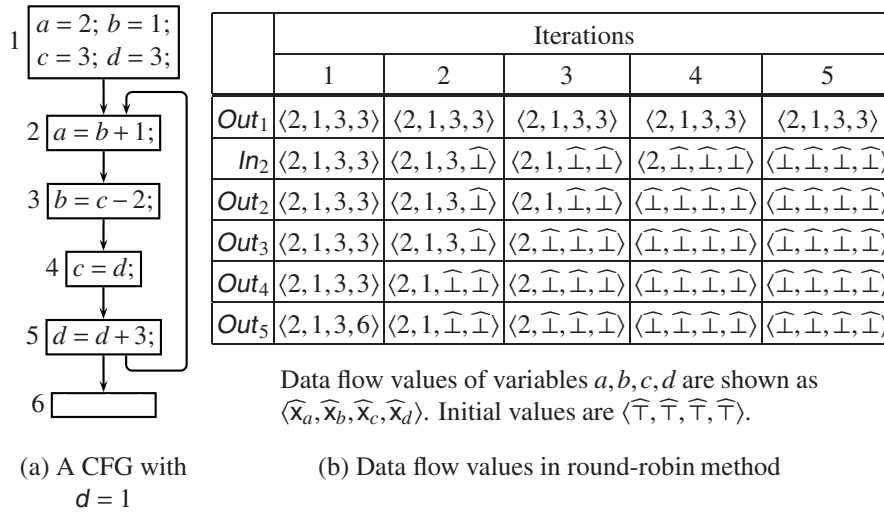 1
a = 2; b = 1;
c = 3; d = 3;
2
a = b + 1;
3
b = c − 2;
4
c = d;
5
d = d + 3;
6
(a) A CFG with
d = 1
Iterations
1 2 3 4 5
Out₁ ⟨2,1,3,3⟩ ⟨2,1,3,3⟩ ⟨2,1,3,3⟩ ⟨2,1,3,3⟩ ⟨2,1,3,3⟩
In₂ ⟨2,1,3,3⟩ ⟨2,1,3,⊥̂⟩ ⟨2,1,⊥̂,⊥̂⟩ ⟨2,⊥̂,⊥̂,⊥̂⟩ ⟨⊥̂,⊥̂,⊥̂,⊥̂⟩
Out₂ ⟨2,1,3,3⟩ ⟨2,1,3,⊥̂⟩ ⟨2,1,⊥̂,⊥̂⟩ ⟨⊥̂,⊥̂,⊥̂,⊥̂⟩ ⟨⊥̂,⊥̂,⊥̂,⊥̂⟩
Out₃ ⟨2,1,3,3⟩ ⟨2,1,3,⊥̂⟩ ⟨2,⊥̂,⊥̂,⊥̂⟩ ⟨⊥̂,⊥̂,⊥̂,⊥̂⟩ ⟨⊥̂,⊥̂,⊥̂,⊥̂⟩
Out₄ ⟨2,1,3,3⟩ ⟨2,1,⊥̂,⊥̂⟩ ⟨2,⊥̂,⊥̂,⊥̂⟩ ⟨⊥̂,⊥̂,⊥̂,⊥̂⟩ ⟨⊥̂,⊥̂,⊥̂,⊥̂⟩
Out₅ ⟨2,1,3,6⟩ ⟨2,1,⊥̂,⊥̂⟩ ⟨2,⊥̂,⊥̂,⊥̂⟩ ⟨⊥̂,⊥̂,⊥̂,⊥̂⟩ ⟨⊥̂,⊥̂,⊥̂,⊥̂⟩
Data flow values of variables a,b,c,d are shown as
⟨x̂_a,x̂_b,x̂_c,x̂_d⟩. Initial values are ⟨⊤̂,⊤̂,⊤̂,⊤̂⟩.
(b) Data flow values in round-robin method